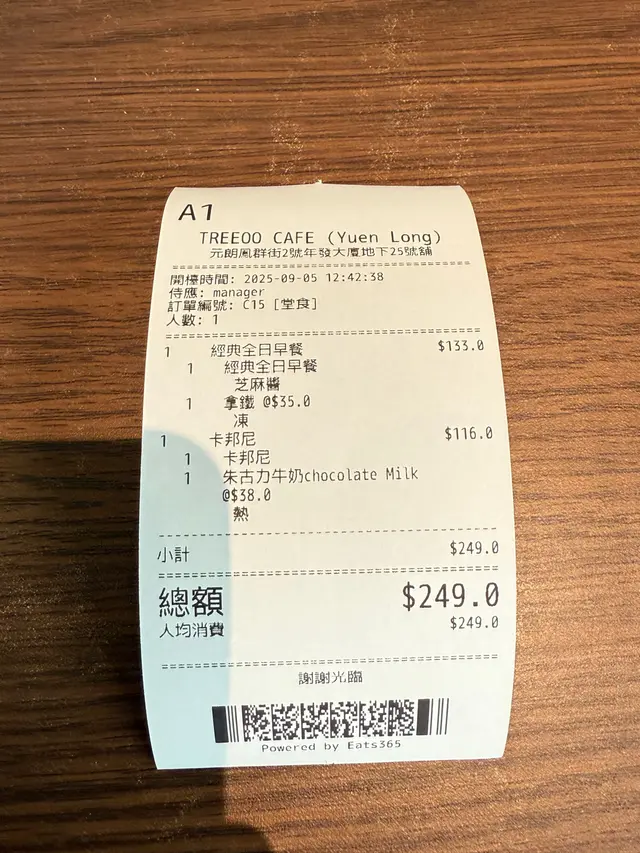 A1
TREEOO CAFE (Yuen Long)
元朗鳳群街2號年發大廈地下25號舖
開檯時間: 2025-09-05 12:42:38
侍應: manager
訂單編號: C15 [堂食]
人數: 1
1 經典全日早餐 $133.0
1 經典全日早餐
芝麻醬
1 拿鐵 @$35.0
凍
1 卡邦尼 $116.0
1 卡邦尼
1 朱古力牛奶chocolate Milk
@$38.0
熱
小計 $249.0
總額 $249.0
人均消費 $249.0
謝謝光臨
Powered by Eats365